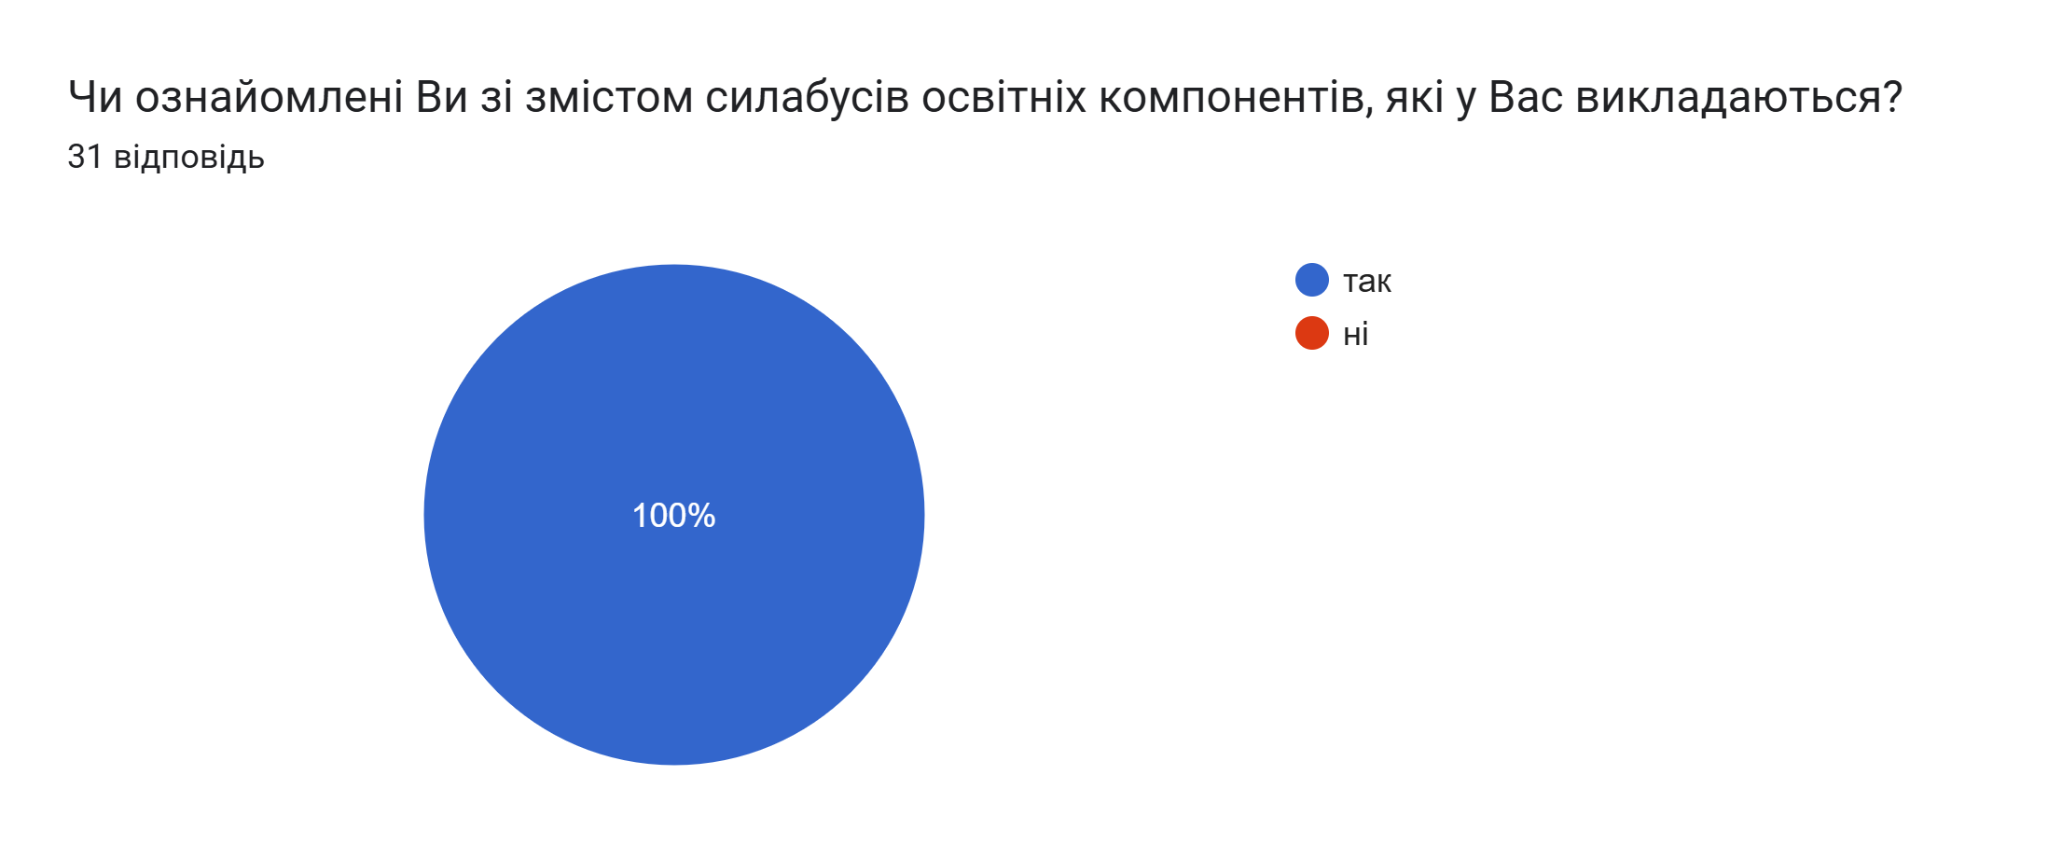 Чи ознайомлені Ви зі змістом силабусів освітніх компонентів, які у Вас викладаються?
31 відповідь
так
ні
100%